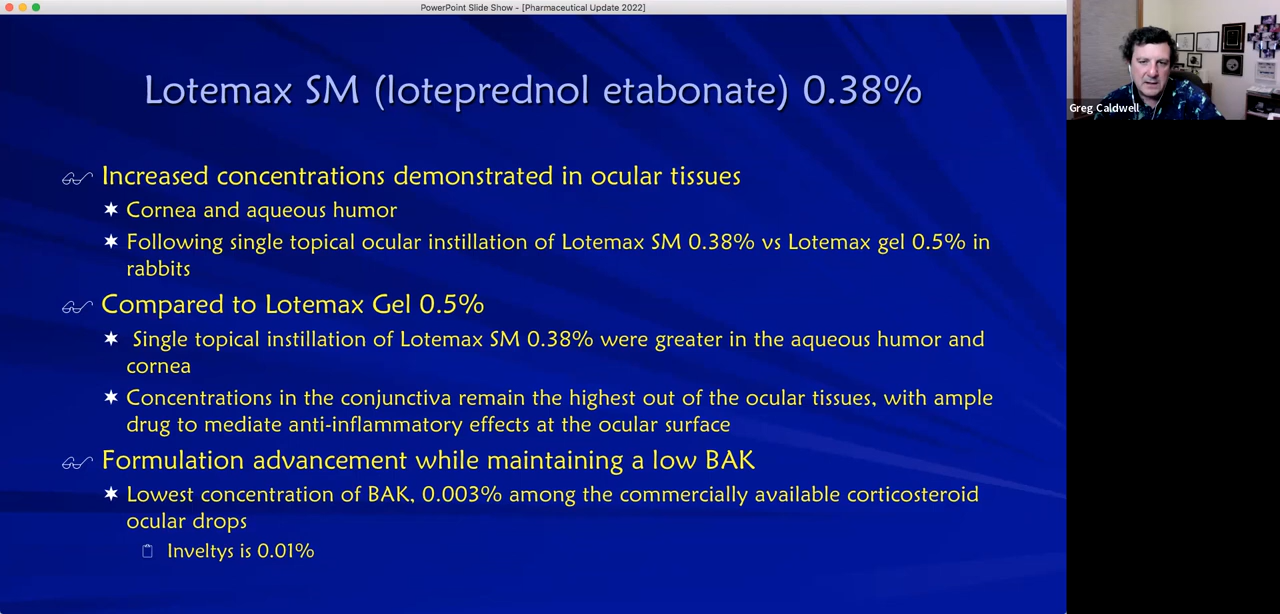 PowerPoint Slide Show - [Pharmaceutical Update 2022]
Lotemax SM (loteprednol etabonate) 0.38%
Increased concentrations demonstrated in ocular tissues
Cornea and aqueous humor
Following single topical ocular instillation of Lotemax SM 0.38% vs Lotemax gel 0.5% in
rabbits
Compared to Lotemax Gel 0.5%
Single topical instillation of Lotemax SM 0.38% were greater in the aqueous humor and
cornea
Concentrations in the conjunctiva remain the highest out of the ocular tissues, with ample
drug to mediate anti-inflammatory effects at the ocular surface
Formulation advancement while maintaining a low BAK
Lowest concentration of BAK, 0.003% among the commercially available corticosteroid
ocular drops
Inveltys is 0.01%
Greg Caldwell